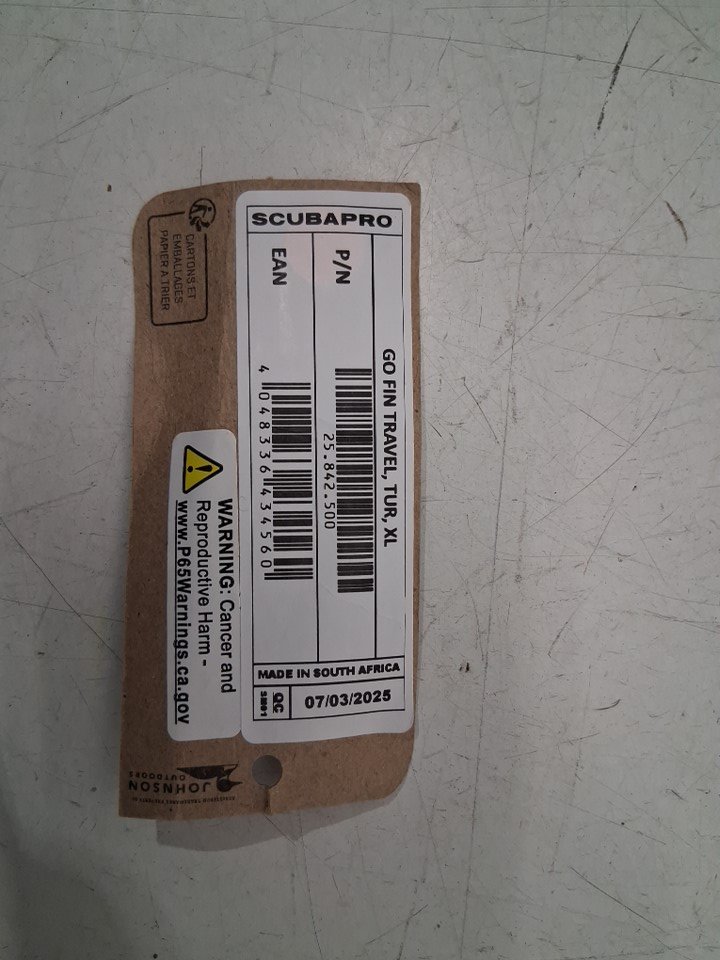 SCUBAPRO
GO FIN TRAVEL, TUR, XL
P/N
25.842.500
EAN
4 048336 434560
MADE IN SOUTH AFRICA
QC
07/03/2025
WARNING: Cancer and
Reproductive Harm -
www.P65Warnings.ca.gov
CARTONS ET
EMBALLAGES
PAPIER À TRIER
JOHNSON
OUTDOORS